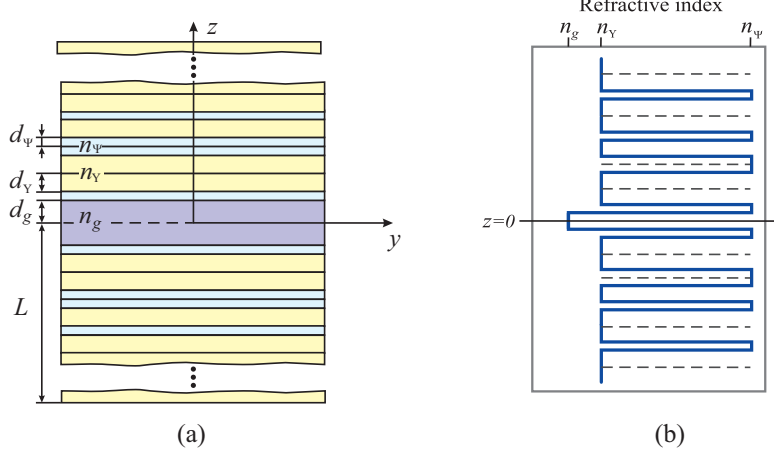 z
d_Ψ
n_Ψ
d_Υ
n_Υ
d_g
n_g
y
L
(a)
Refractive index
n_g n_Υ n_Ψ
z=0
(b)